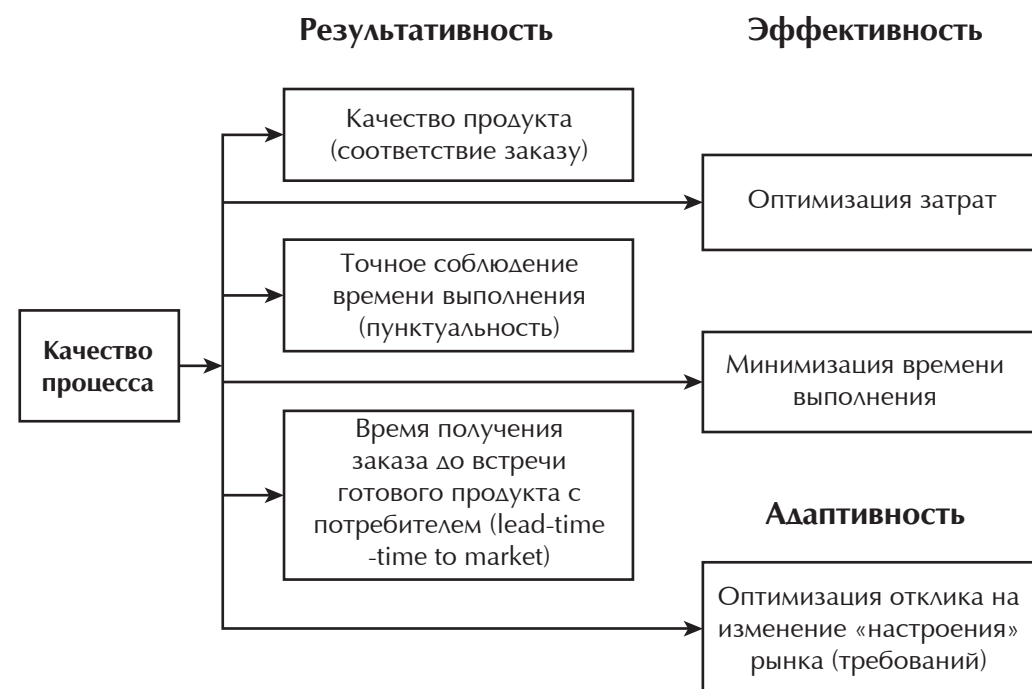 Результативность
Эффективность
Качество продукта
(соответствие заказу)
Оптимизация затрат
Точное соблюдение
времени выполнения
(пунктуальность)
Качество
процесса
Минимизация времени
выполнения
Время получения
заказа до встречи
готового продукта с
потребителем (lead-time
-time to market)
Адаптивность
Оптимизация отклика на
изменение «настроения»
рынка (требований)